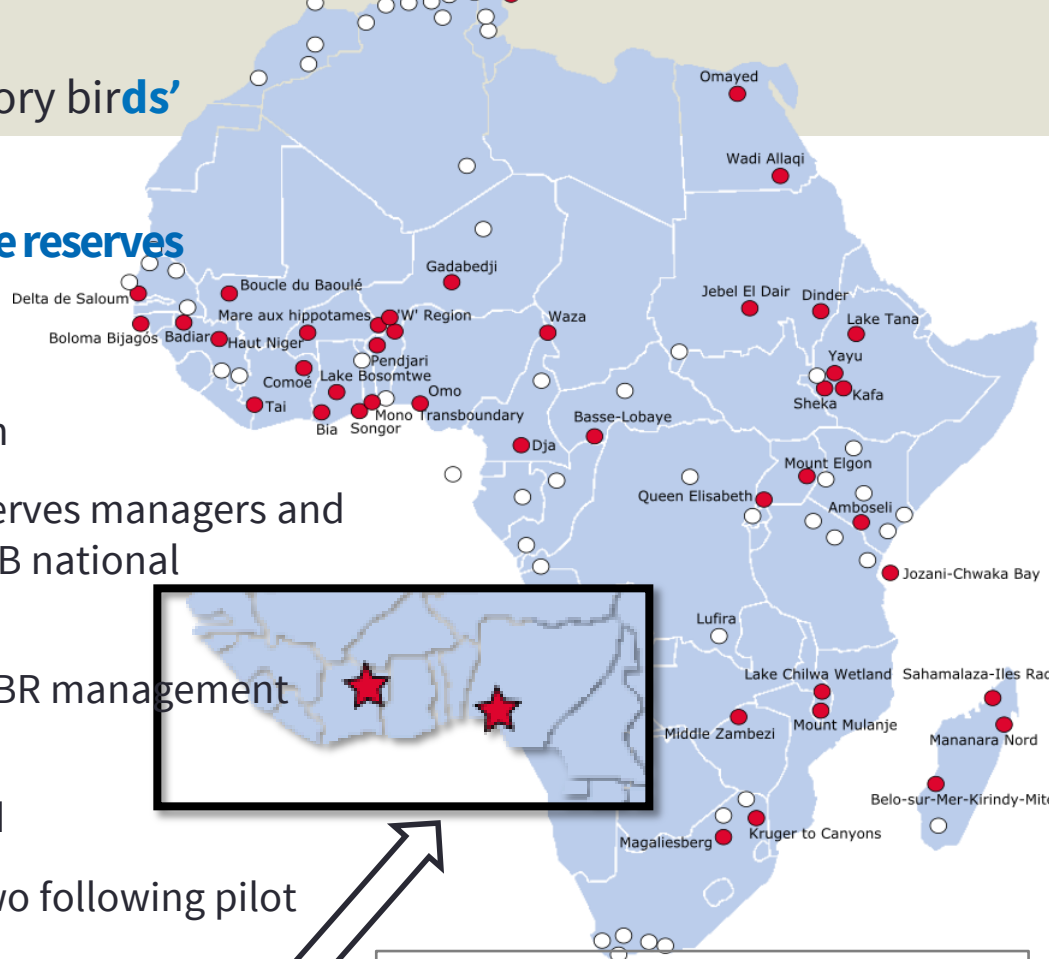 ory birds’
e reserves
n
erves managers and
B national
BR management
l
vo following pilot
Omayed
Wadi Allaqi
Gadabedji
Delta de Saloum
Boucle du Baoulé
Jebel El Dair
Dinder
Mare aux hippotames
'W' Region
Waza
Lake Tana
Boloma Bijagós
Badiar
Haut Niger
Pendjari
Yayu
Comoé
Lake Bosomtwe
Omo
Sheka
Kafa
Tai
Mono Transboundary
Basse-Lobaye
Bia
Songor
Dja
Mount Elgon
Queen Elisabeth
Amboseli
Jozani-Chwaka Bay
Lufira
Lake Chilwa Wetland
Sahamalaza-Iles Rad
Middle Zambezi
Mount Mulanje
Mananara Nord
Belo-sur-Mer-Kirindy-Mite
Magaliesberg
Kruger to Canyons